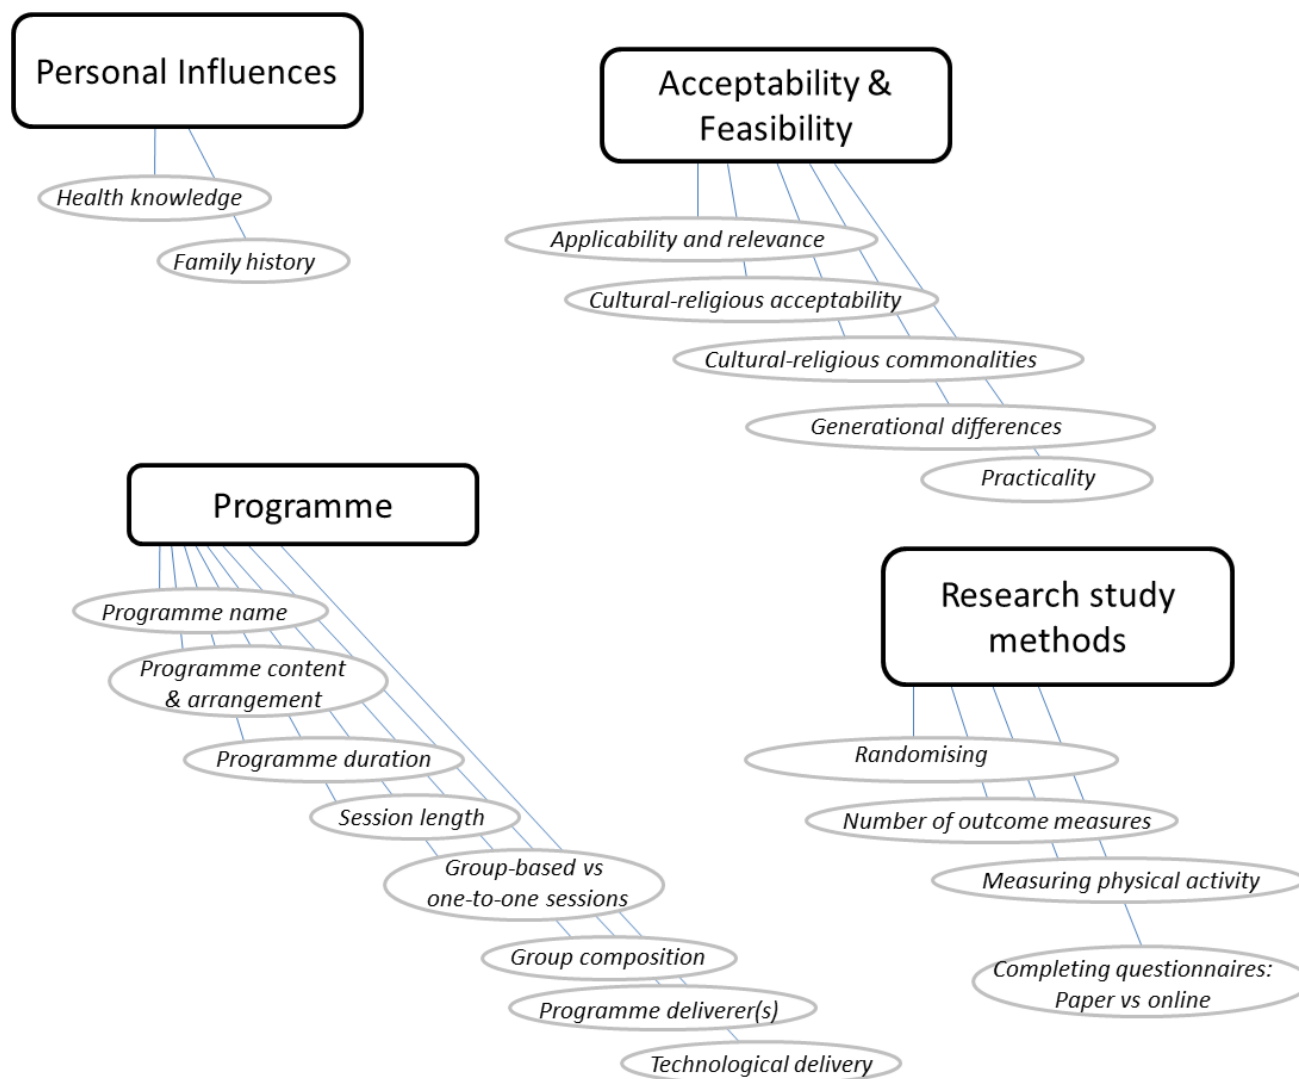 Personal Influences
Health knowledge
Family history
Acceptability &
Feasibility
Applicability and relevance
Cultural-religious acceptability
Cultural-religious commonalities
Generational differences
Practicality
Programme
Programme name
Programme content
& arrangement
Programme duration
Session length
Group-based vs
one-to-one sessions
Group composition
Programme deliverer(s)
Technological delivery
Research study
methods
Randomising
Number of outcome measures
Measuring physical activity
Completing questionnaires:
Paper vs online